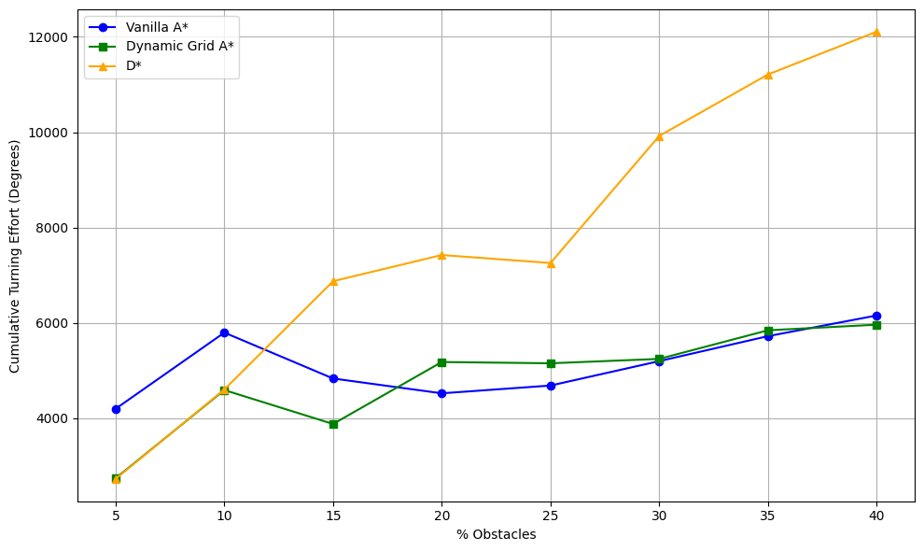 Vanilla A*
Dynamic Grid A*
D*
Cumulative Turning Effort (Degrees)
12000
10000
8000
6000
4000
5 10 15 20 25 30 35 40
% Obstacles